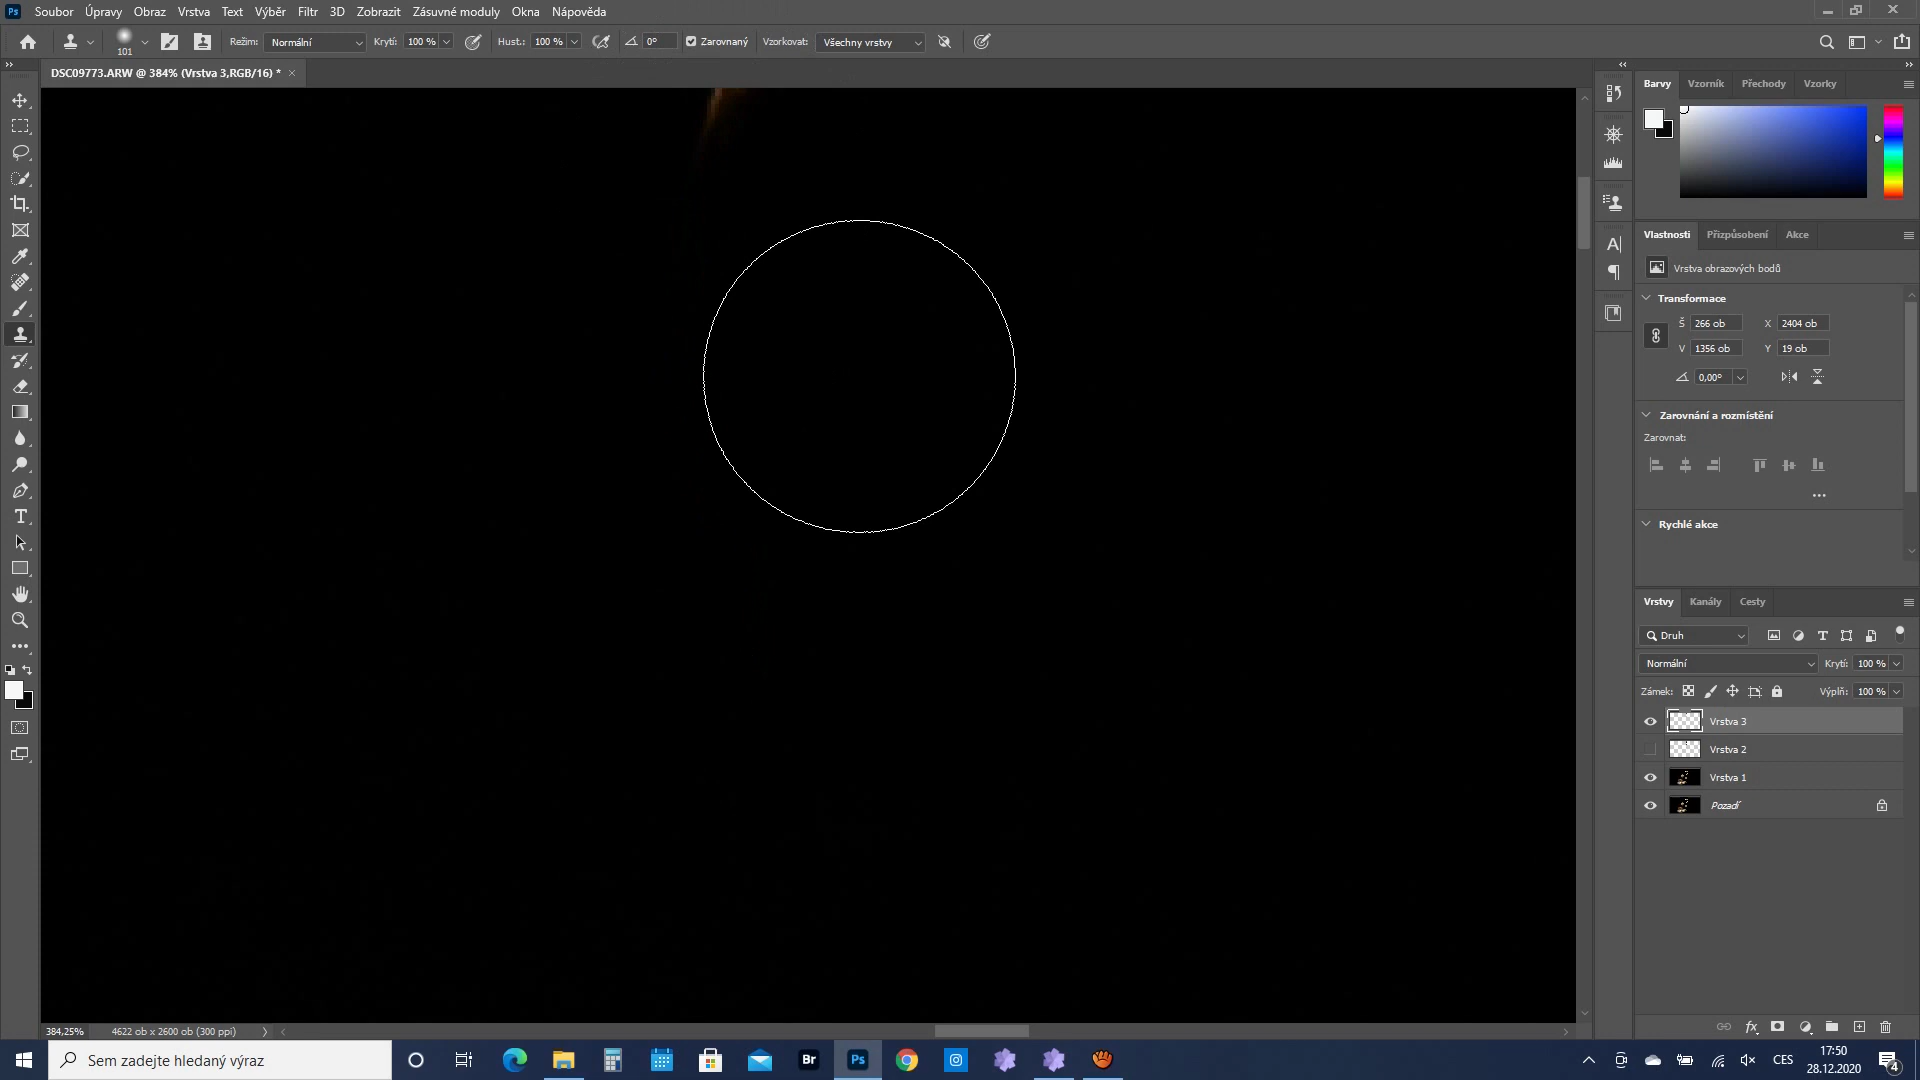 Ps Soubor Úpravy Obraz Vrstva Text Výběr Filtr 3D Zobrazit Zásuvné moduly Okna Nápověda
101 Režim: Normální Krytí: 100 % Hust.: 100 % 0° Zarovnaný Vzorkovat: Všechny vrstvy
DSC09773.ARW @ 384% (Vrstva 3,RGB/16) * ×
Barvy Vzorník Přechody Vzorky
Vlastnosti Přizpůsobení Akce
Vrstva obrazových bodů
Transformace
Š 266 ob X 2404 ob
V 1356 ob Y 19 ob
0,00°
Zarovnání a rozmístění
Zarovnat:
Rychlé akce
Vrstvy Kanály Cesty
Druh
Normální Krytí: 100 %
Zámek: Výplň: 100 %
Vrstva 3
Vrstva 2
Vrstva 1
Pozadí
384,25% 4622 ob x 2600 ob (300 ppi)
Sem zadejte hledaný výraz
Br Ps
CES 17:50
28.12.2020 4